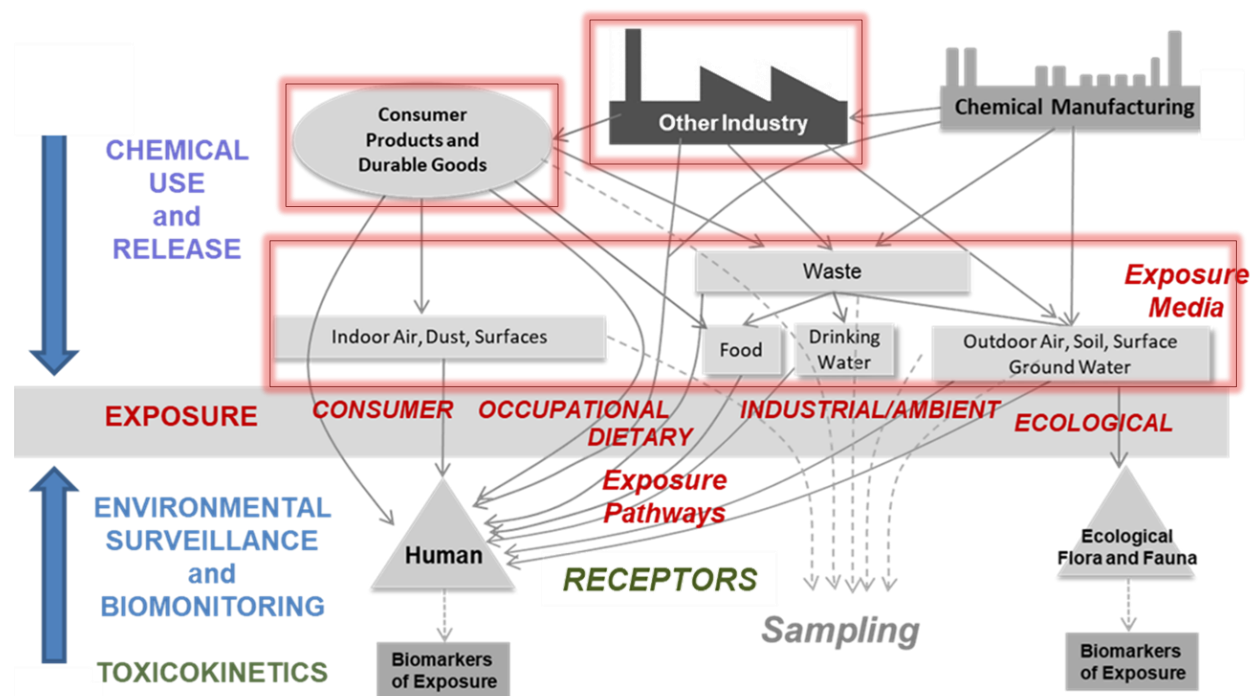 Consumer
Products and
Durable Goods
Other Industry
Chemical Manufacturing
CHEMICAL
USE
and
RELEASE
Waste
Exposure
Media
Indoor Air, Dust, Surfaces
Food
Drinking
Water
Outdoor Air, Soil, Surface
Ground Water
EXPOSURE
CONSUMER
OCCUPATIONAL
DIETARY
INDUSTRIAL/AMBIENT
ECOLOGICAL
Exposure
Pathways
ENVIRONMENTAL
SURVEILLANCE
and
BIOMONITORING
Human
RECEPTORS
Ecological
Flora and Fauna
Sampling
TOXICOKINETICS
Biomarkers
of Exposure
Biomarkers
of Exposure